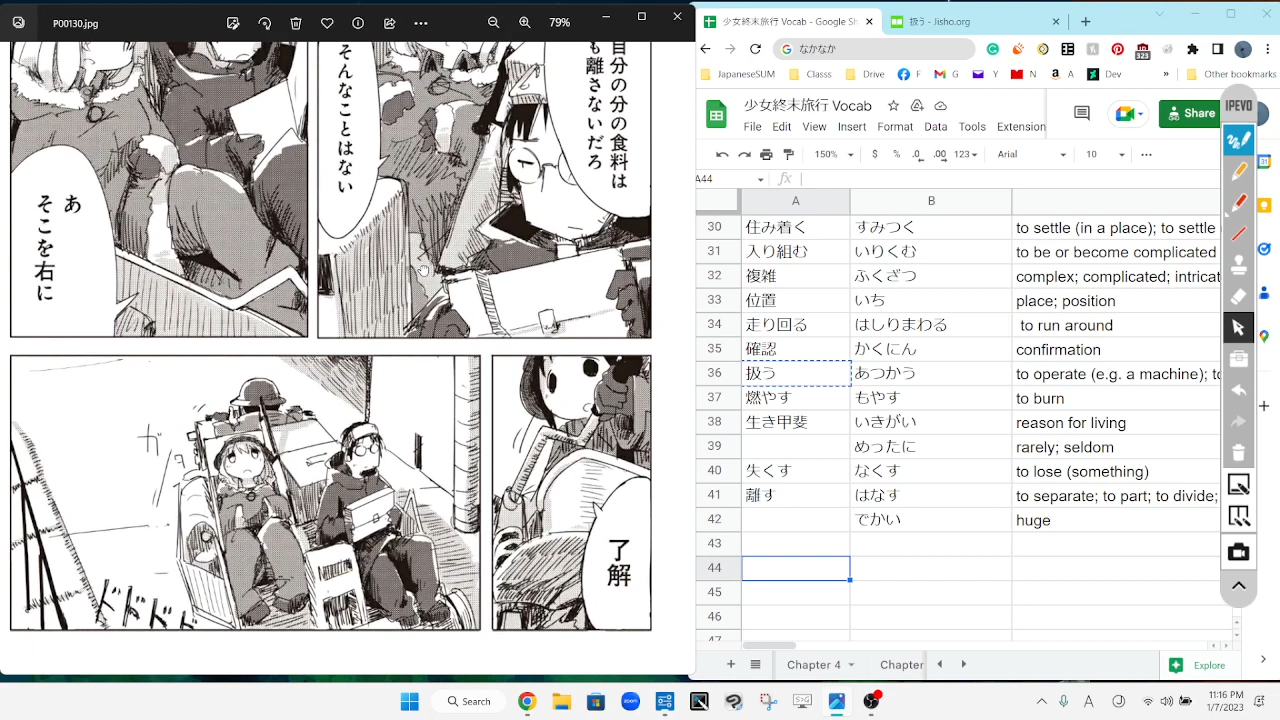 P00130.jpg
79%
自分の分の食料は
も離さないだろ
そんなことはない
あ
そこを右に
ガ
ョ
ドドドド
了解
少女終末旅行 Vocab - Google Sh
扱う - Jisho.org
なかなか
JapaneseSUM
Classs
Drive
F
G
Y
N
A
Dev
»
Other bookmarks
少女終末旅行 Vocab
Share
IPEVO
File Edit View Insert Format Data Tools Extension
150%
$ % .0 .00 123
Arial
10
A44
fx
A B
30 住み着く すみつく to settle (in a place); to settle
31 入り組む いりくむ to be or become complicated
32 複雑 ふくざつ complex; complicated; intricat
33 位置 いち place; position
34 走り回る はしりまわる to run around
35 確認 かくにん confirmation
36 扱う あつかう to operate (e.g. a machine); to
37 燃やす もやす to burn
38 生き甲斐 いきがい reason for living
39 めったに rarely; seldom
40 失くす なくす to lose (something)
41 離す はなす to separate; to part; to divide;
42 でかい huge
43
44
45
46
47
Chapter 4
Chapter
Explore
Search
zoom
A
11:16 PM
1/7/2023